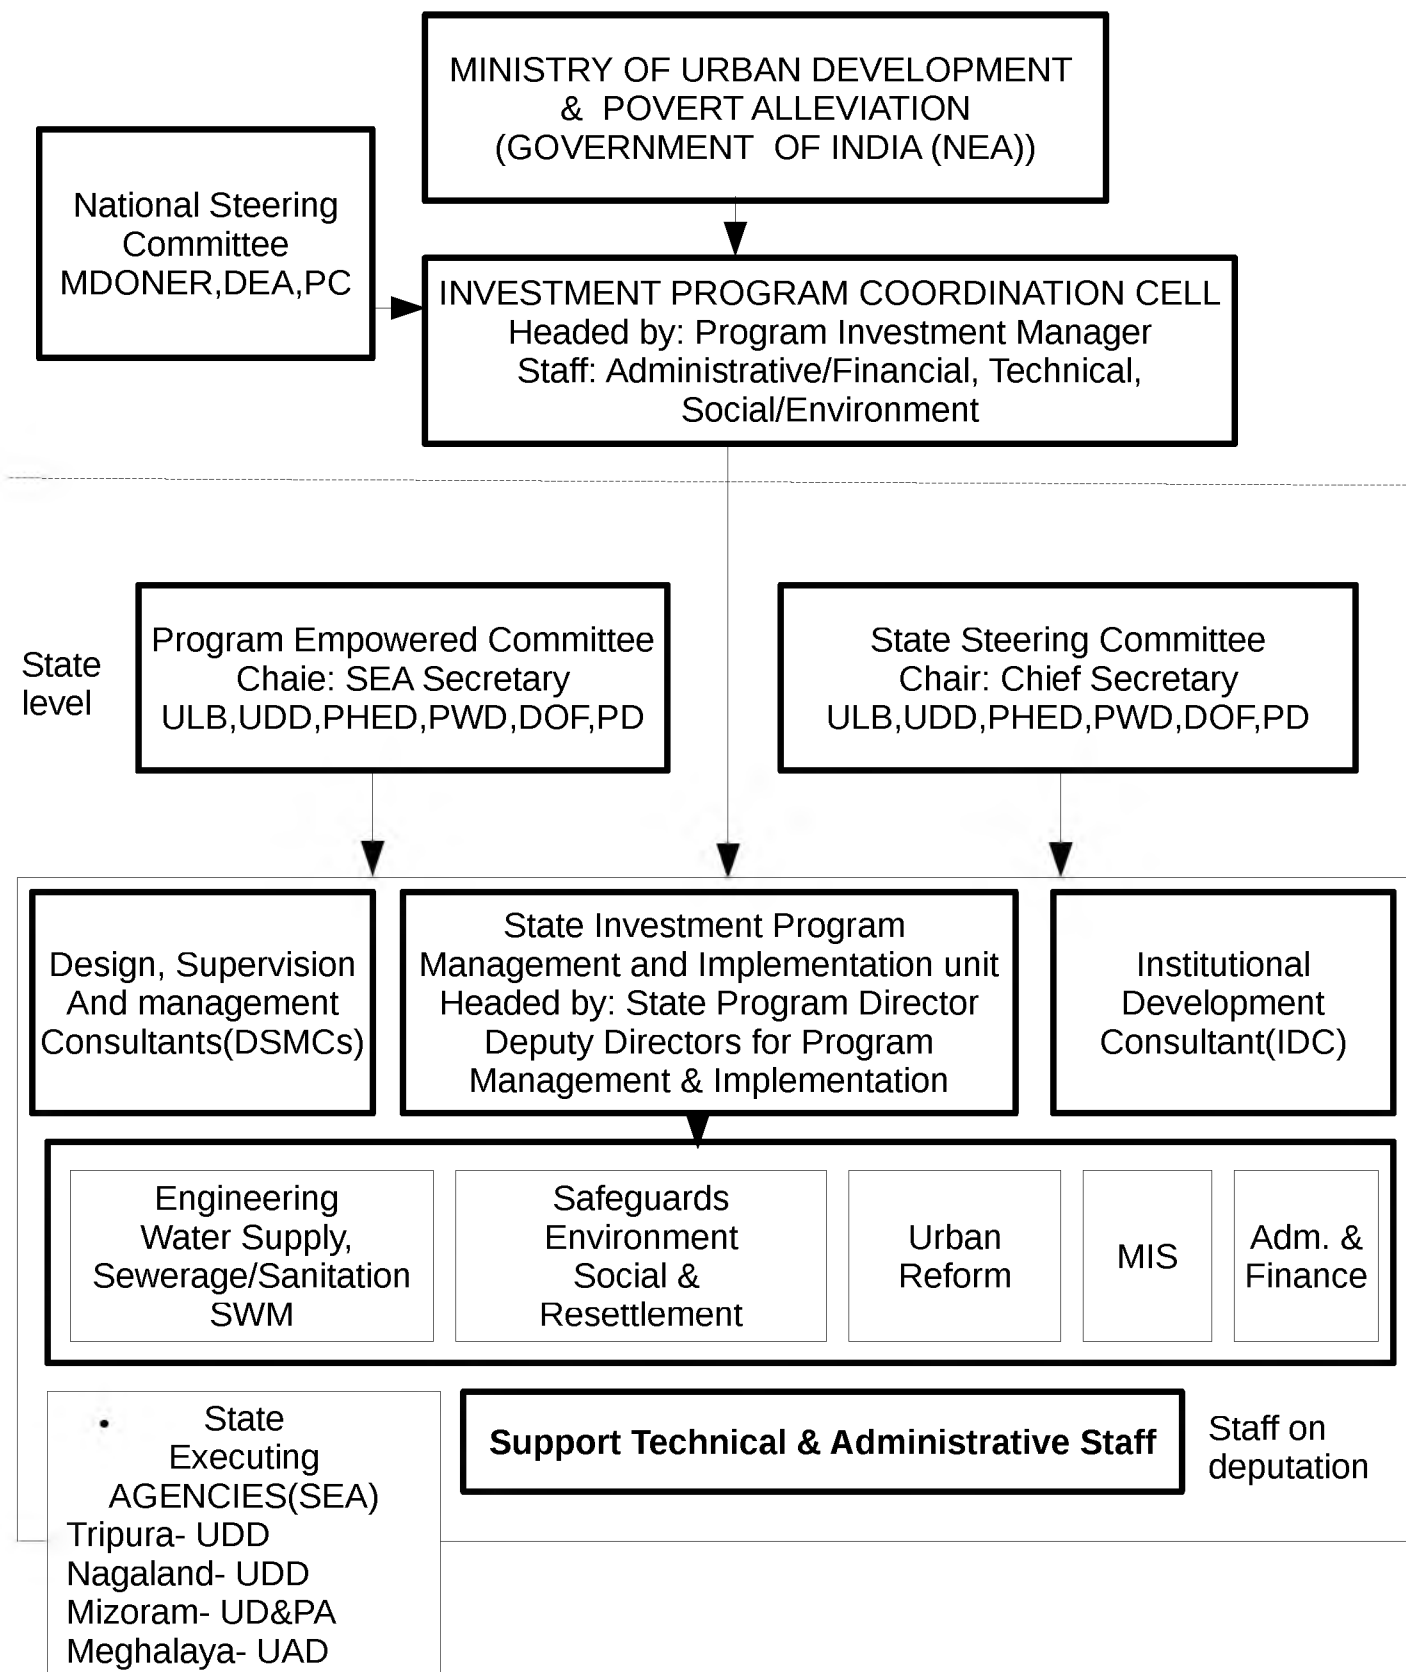 MINISTRY OF URBAN DEVELOPMENT
& POVERT ALLEVIATION
(GOVERNMENT OF INDIA (NEA))
National Steering
Committee
MDONER,DEA,PC
INVESTMENT PROGRAM COORDINATION CELL
Headed by: Program Investment Manager
Staff: Administrative/Financial, Technical,
Social/Environment
State
level
Program Empowered Committee
Chaie: SEA Secretary
ULB,UDD,PHED,PWD,DOF,PD
State Steering Committee
Chair: Chief Secretary
ULB,UDD,PHED,PWD,DOF,PD
Design, Supervision
And management
Consultants(DSMCs)
State Investment Program
Management and Implementation unit
Headed by: State Program Director
Deputy Directors for Program
Management & Implementation
Institutional
Development
Consultant(IDC)
Engineering
Water Supply,
Sewerage/Sanitation
SWM
Safeguards
Environment
Social &
Resettlement
Urban
Reform
MIS
Adm. &
Finance
• State
Executing
AGENCIES(SEA)
Tripura- UDD
Nagaland- UDD
Mizoram- UD&PA
Meghalaya- UAD
Support Technical & Administrative Staff
Staff on
deputation